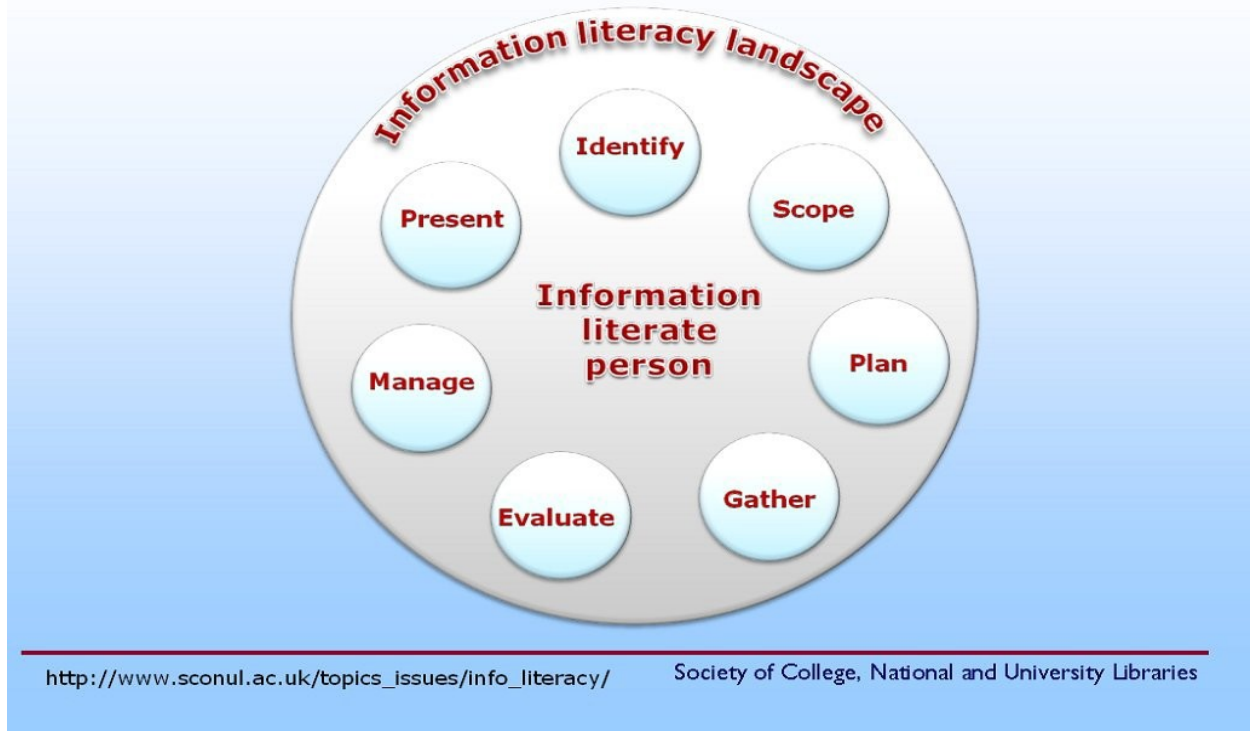 Information literacy landscape
Identify
Scope
Present
Information
literate
person
Plan
Manage
Gather
Evaluate
http://www.sconul.ac.uk/topics_issues/info_literacy/
Society of College, National and University Libraries